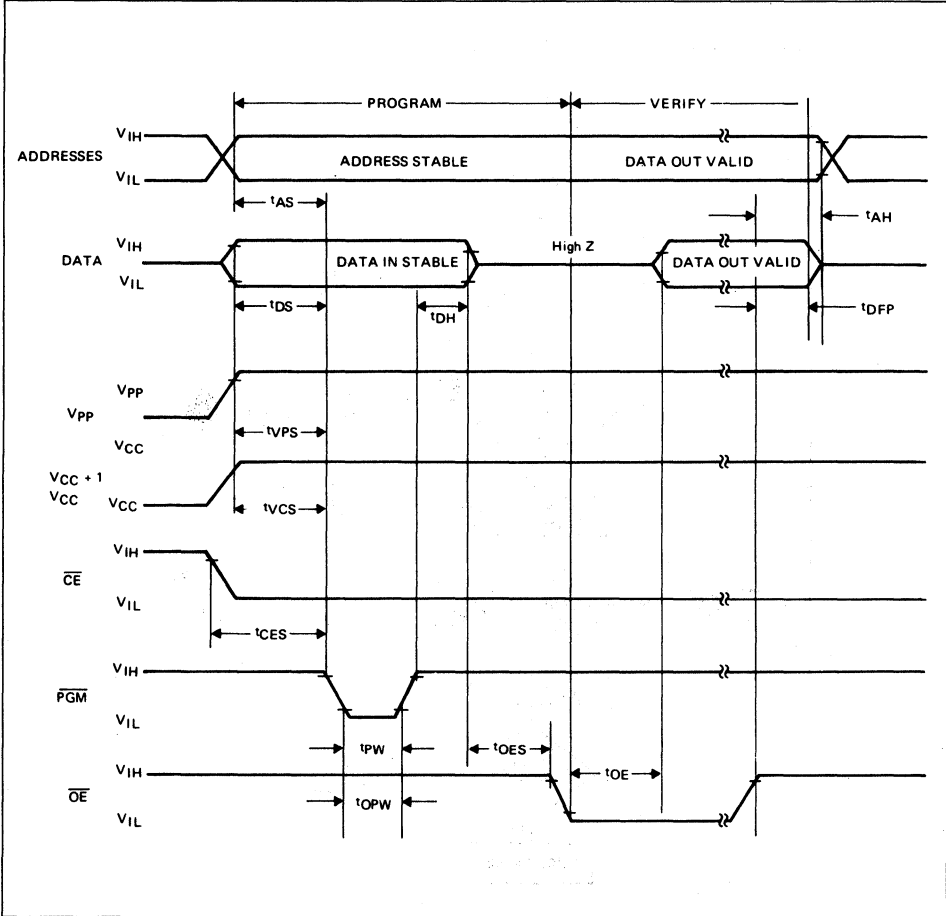 PROGRAM VERIFY
VIH
ADDRESSES ADDRESS STABLE DATA OUT VALID
VIL
tAS tAH
VIH High Z
DATA DATA IN STABLE DATA OUT VALID
VIL
tDS tDH tDFP
VPP
VPP
tVPS
VCC
VCC + 1
VCC VCC
tVCS
VIH
CE
VIL
tCES
VIH
PGM
VIL
tPW tOES
VIH tOE
OE tOPW
VIL